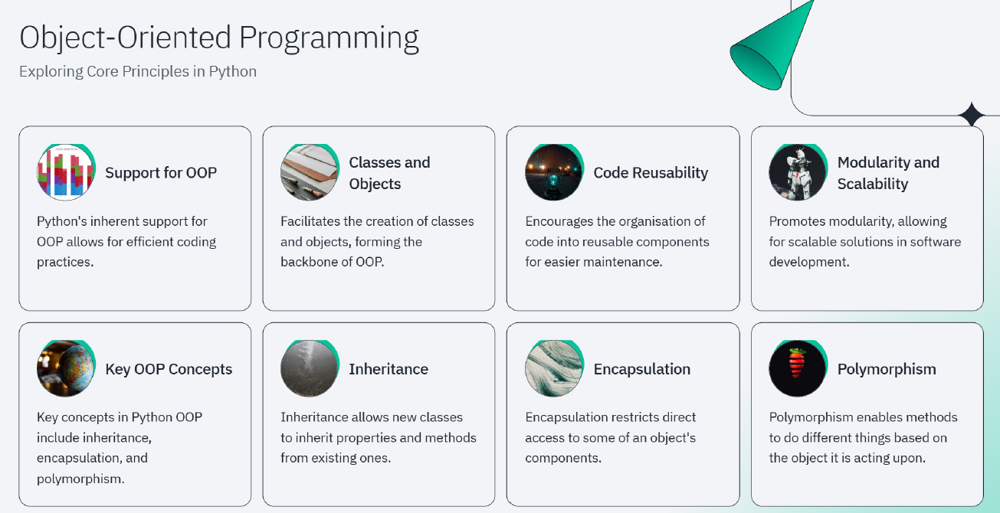 Object-Oriented Programming
Exploring Core Principles in Python
Support for OOP
Python's inherent support for
OOP allows for efficient coding
practices.
Classes and
Objects
Facilitates the creation of classes
and objects, forming the
backbone of OOP.
Code Reusability
Encourages the organisation of
code into reusable components
for easier maintenance.
Modularity and
Scalability
Promotes modularity, allowing
for scalable solutions in software
development.
Key OOP Concepts
Key concepts in Python OOP
include inheritance,
encapsulation, and
polymorphism.
Inheritance
Inheritance allows new classes
to inherit properties and methods
from existing ones.
Encapsulation
Encapsulation restricts direct
access to some of an object's
components.
Polymorphism
Polymorphism enables methods
to do different things based on
the object it is acting upon.